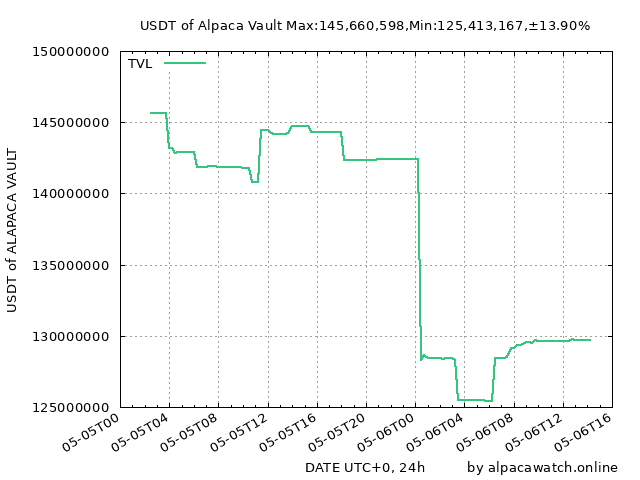 USDT of Alpaca Vault Max:145,660,598,Min:125,413,167,±13.90%
TVL
150000000
145000000
140000000
135000000
130000000
125000000
USDT of ALAPACA VAULT
05-05T00
05-05T04
05-05T08
05-05T12
05-05T16
05-05T20
05-06T00
05-06T04
05-06T08
05-06T12
05-06T16
DATE UTC+0, 24h
by alpacawatch.online